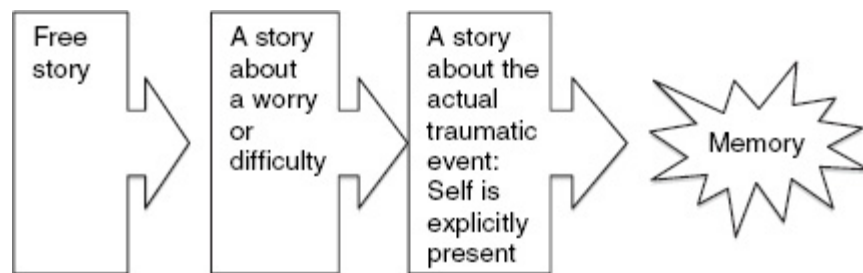 Free
story
A story
about
a worry
or
difficulty
A story
about the
actual
traumatic
event:
Self is
explicitly
present
Memory